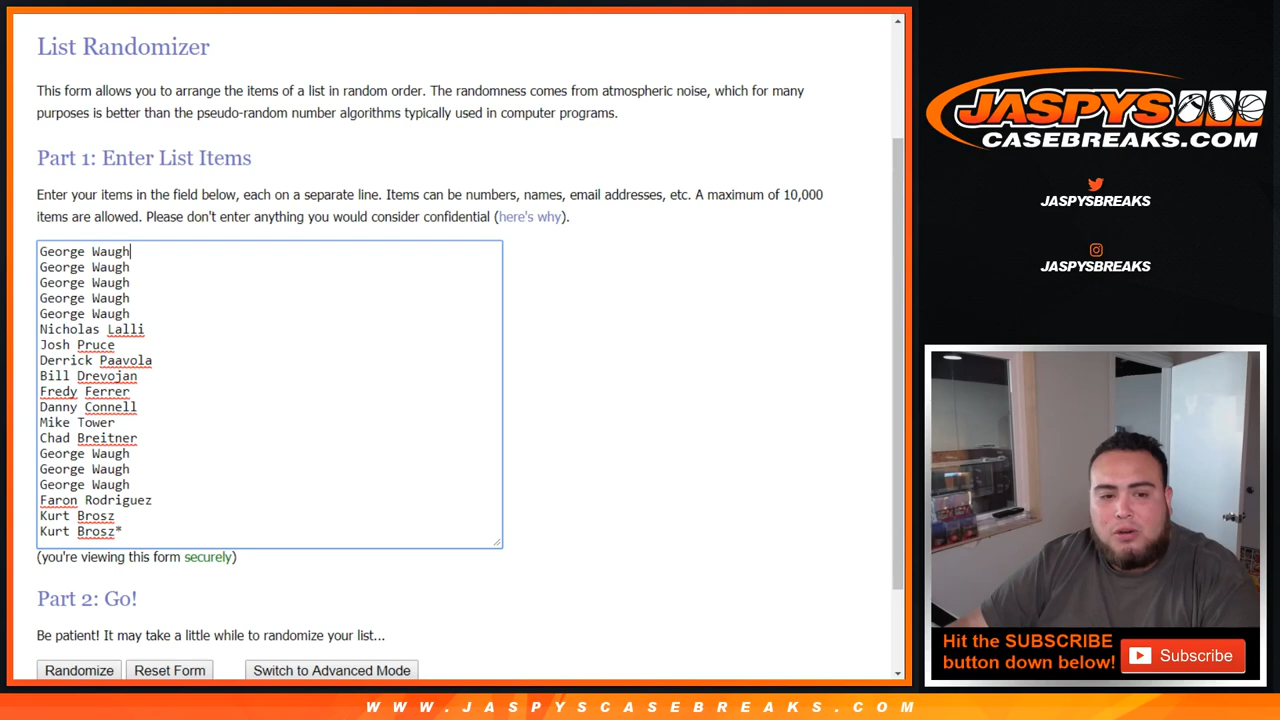 List Randomizer
This form allows you to arrange the items of a list in random order. The randomness comes from atmospheric noise, which for many
purposes is better than the pseudo-random number algorithms typically used in computer programs.
Part 1: Enter List Items
Enter your items in the field below, each on a separate line. Items can be numbers, names, email addresses, etc. A maximum of 10,000
items are allowed. Please don't enter anything you would consider confidential (here's why).
George Waugh
George Waugh
George Waugh
George Waugh
George Waugh
Nicholas Lalli
Josh Pruce
Derrick Paavola
Bill Drevojan
Fredy Ferrer
Danny Connell
Mike Tower
Chad Breitner
George Waugh
George Waugh
George Waugh
Faron Rodriguez
Kurt Brosz
Kurt Brosz*
(you're viewing this form securely)
Part 2: Go!
Be patient! It may take a little while to randomize your list...
Randomize Reset Form Switch to Advanced Mode
JASPYS
CASEBREAKS.COM
JASPYSBREAKS
JASPYSBREAKS
Hit the SUBSCRIBE
button down below!
Subscribe
WWW.JASPYSCASEBREAKS.COM